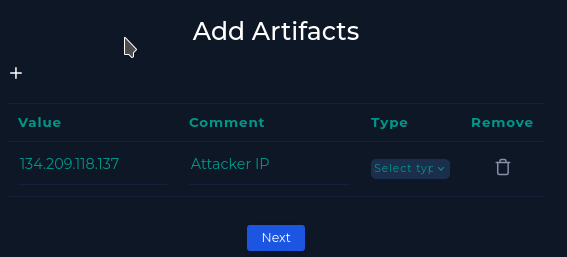 Add Artifacts
+
Value Comment Type Remove
134.209.118.137 Attacker IP Select typ
Next